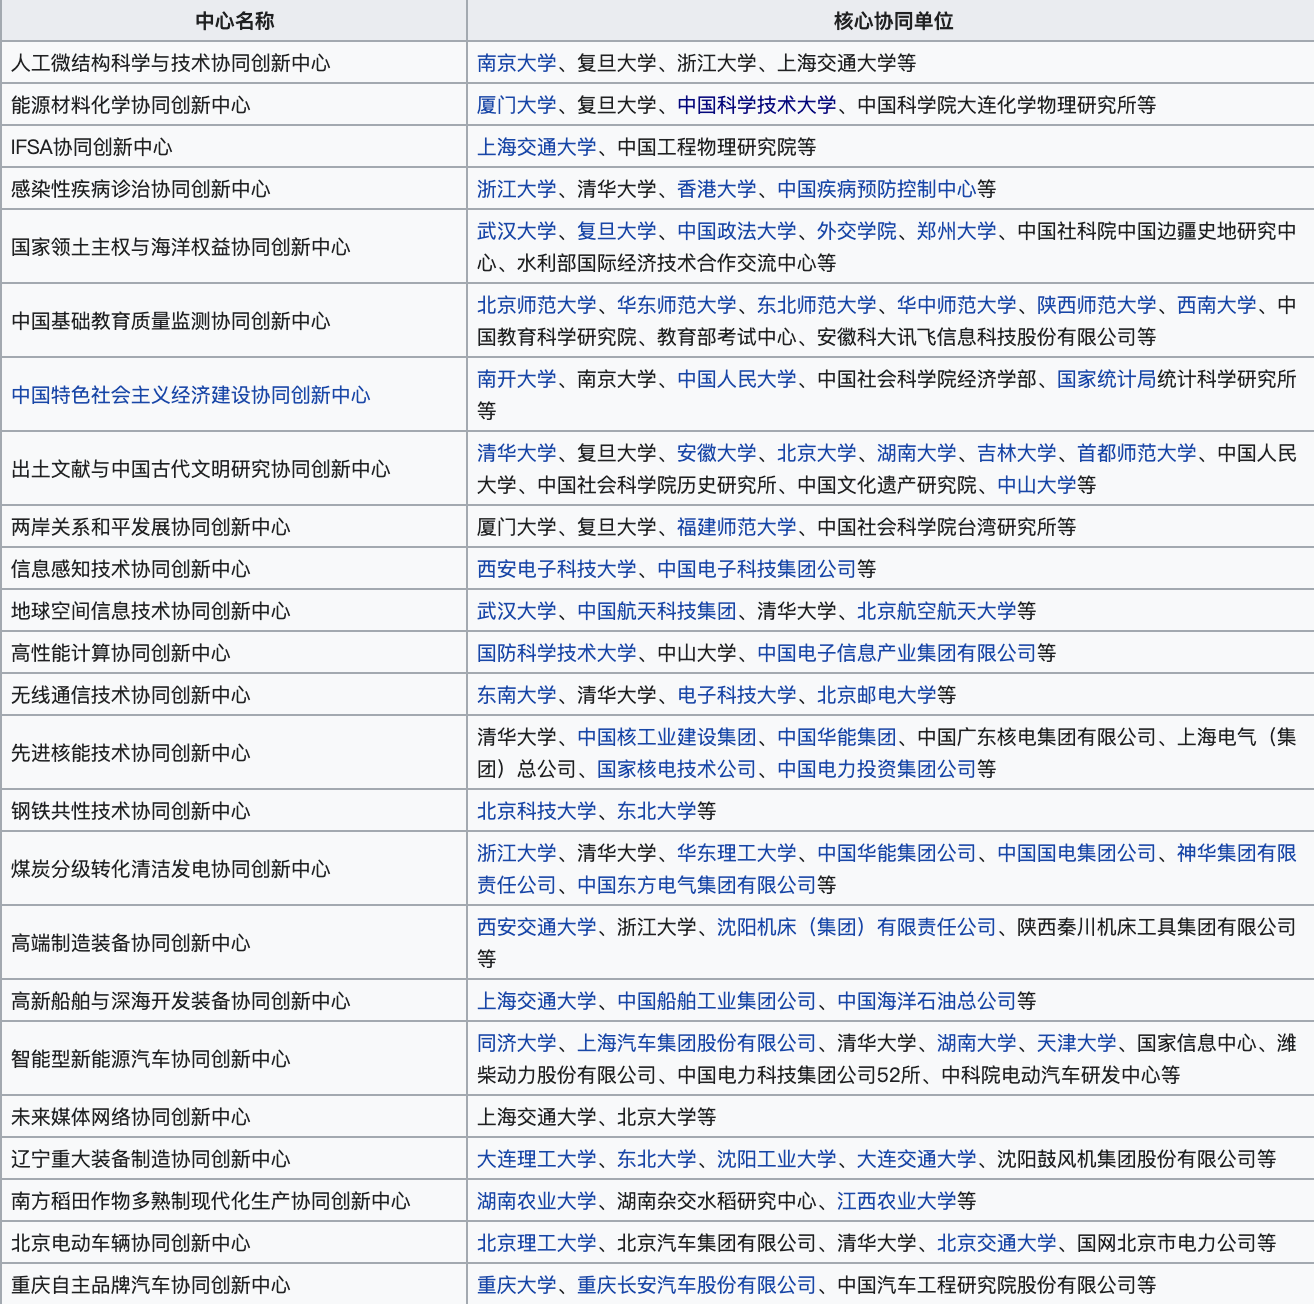 中心名称 核心协同单位
人工微结构科学与技术协同创新中心 南京大学、复旦大学、浙江大学、上海交通大学等
能源材料化学协同创新中心 厦门大学、复旦大学、中国科学技术大学、中国科学院大连化学物理研究所等
IFSA协同创新中心 上海交通大学、中国工程物理研究院等
感染性疾病诊治协同创新中心 浙江大学、清华大学、香港大学、中国疾病预防控制中心等
国家领土主权与海洋权益协同创新中心 武汉大学、复旦大学、中国政法大学、外交学院、郑州大学、中国社科院中国边疆史地研究中
心、水利部国际经济技术合作交流中心等
中国基础教育质量监测协同创新中心 北京师范大学、华东师范大学、东北师范大学、华中师范大学、陕西师范大学、西南大学、中
国教育科学研究院、教育部考试中心、安徽科大讯飞信息科技股份有限公司等
中国特色社会主义经济建设协同创新中心 南开大学、南京大学、中国人民大学、中国社会科学院经济学部、国家统计局统计科学研究所
等
出土文献与中国古代文明研究协同创新中心 清华大学、复旦大学、安徽大学、北京大学、湖南大学、吉林大学、首都师范大学、中国人民
大学、中国社会科学院历史研究所、中国文化遗产研究院、中山大学等
两岸关系和平发展协同创新中心 厦门大学、复旦大学、福建师范大学、中国社会科学院台湾研究所等
信息感知技术协同创新中心 西安电子科技大学、中国电子科技集团公司等
地球空间信息技术协同创新中心 武汉大学、中国航天科技集团、清华大学、北京航空航天大学等
高性能计算协同创新中心 国防科学技术大学、中山大学、中国电子信息产业集团有限公司等
无线通信技术协同创新中心 东南大学、清华大学、电子科技大学、北京邮电大学等
先进核能技术协同创新中心 清华大学、中国核工业建设集团、中国华能集团、中国广东核电集团有限公司、上海电气（集
团）总公司、国家核电技术公司、中国电力投资集团公司等
钢铁共性技术协同创新中心 北京科技大学、东北大学等
煤炭分级转化清洁发电协同创新中心 浙江大学、清华大学、华东理工大学、中国华能集团公司、中国国电集团公司、神华集团有限
责任公司、中国东方电气集团有限公司等
高端制造装备协同创新中心 西安交通大学、浙江大学、沈阳机床（集团）有限责任公司、陕西秦川机床工具集团有限公司
等
高新船舶与深海开发装备协同创新中心 上海交通大学、中国船舶工业集团公司、中国海洋石油总公司等
智能型新能源汽车协同创新中心 同济大学、上海汽车集团股份有限公司、清华大学、湖南大学、天津大学、国家信息中心、潍
柴动力股份有限公司、中国电力科技集团公司52所、中科院电动汽车研发中心等
未来媒体网络协同创新中心 上海交通大学、北京大学等
辽宁重大装备制造协同创新中心 大连理工大学、东北大学、沈阳工业大学、大连交通大学、沈阳鼓风机集团股份有限公司等
南方稻田作物多熟制现代化生产协同创新中心 湖南农业大学、湖南杂交水稻研究中心、江西农业大学等
北京电动车辆协同创新中心 北京理工大学、北京汽车集团有限公司、清华大学、北京交通大学、国网北京市电力公司等
重庆自主品牌汽车协同创新中心 重庆大学、重庆长安汽车股份有限公司、中国汽车工程研究院股份有限公司等